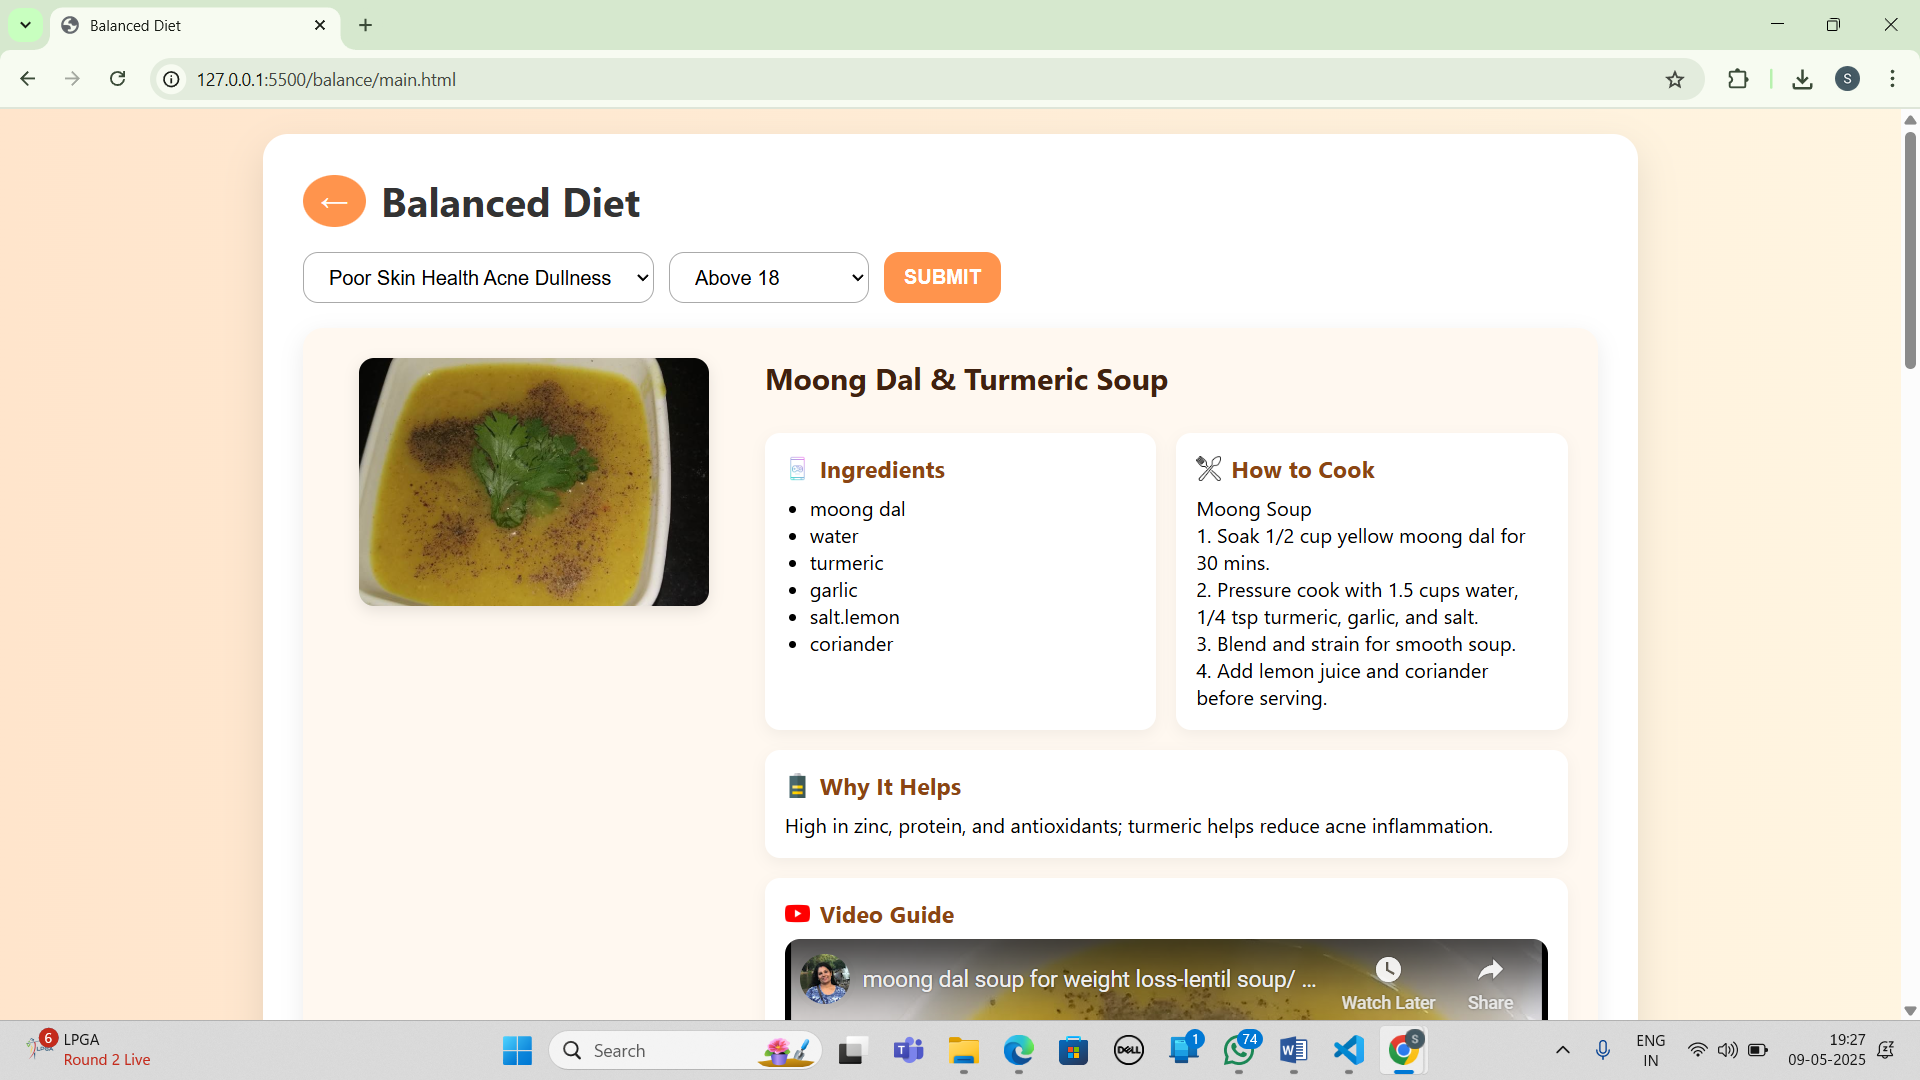 Balanced Diet
127.0.0.1:5500/balance/main.html
S
←
Balanced Diet
Poor Skin Health Acne Dullness
Above 18
SUBMIT
Moong Dal & Turmeric Soup
Ingredients
moong dal
water
turmeric
garlic
salt.lemon
coriander
How to Cook
Moong Soup
1. Soak 1/2 cup yellow moong dal for
30 mins.
2. Pressure cook with 1.5 cups water,
1/4 tsp turmeric, garlic, and salt.
3. Blend and strain for smooth soup.
4. Add lemon juice and coriander
before serving.
Why It Helps
High in zinc, protein, and antioxidants; turmeric helps reduce acne inflammation.
Video Guide
moong dal soup for weight loss-lentil soup/ ...
Watch Later
Share
6
LPGA
Round 2 Live
Search
DELL
1
74
S
ENG
IN
19:27
09-05-2025